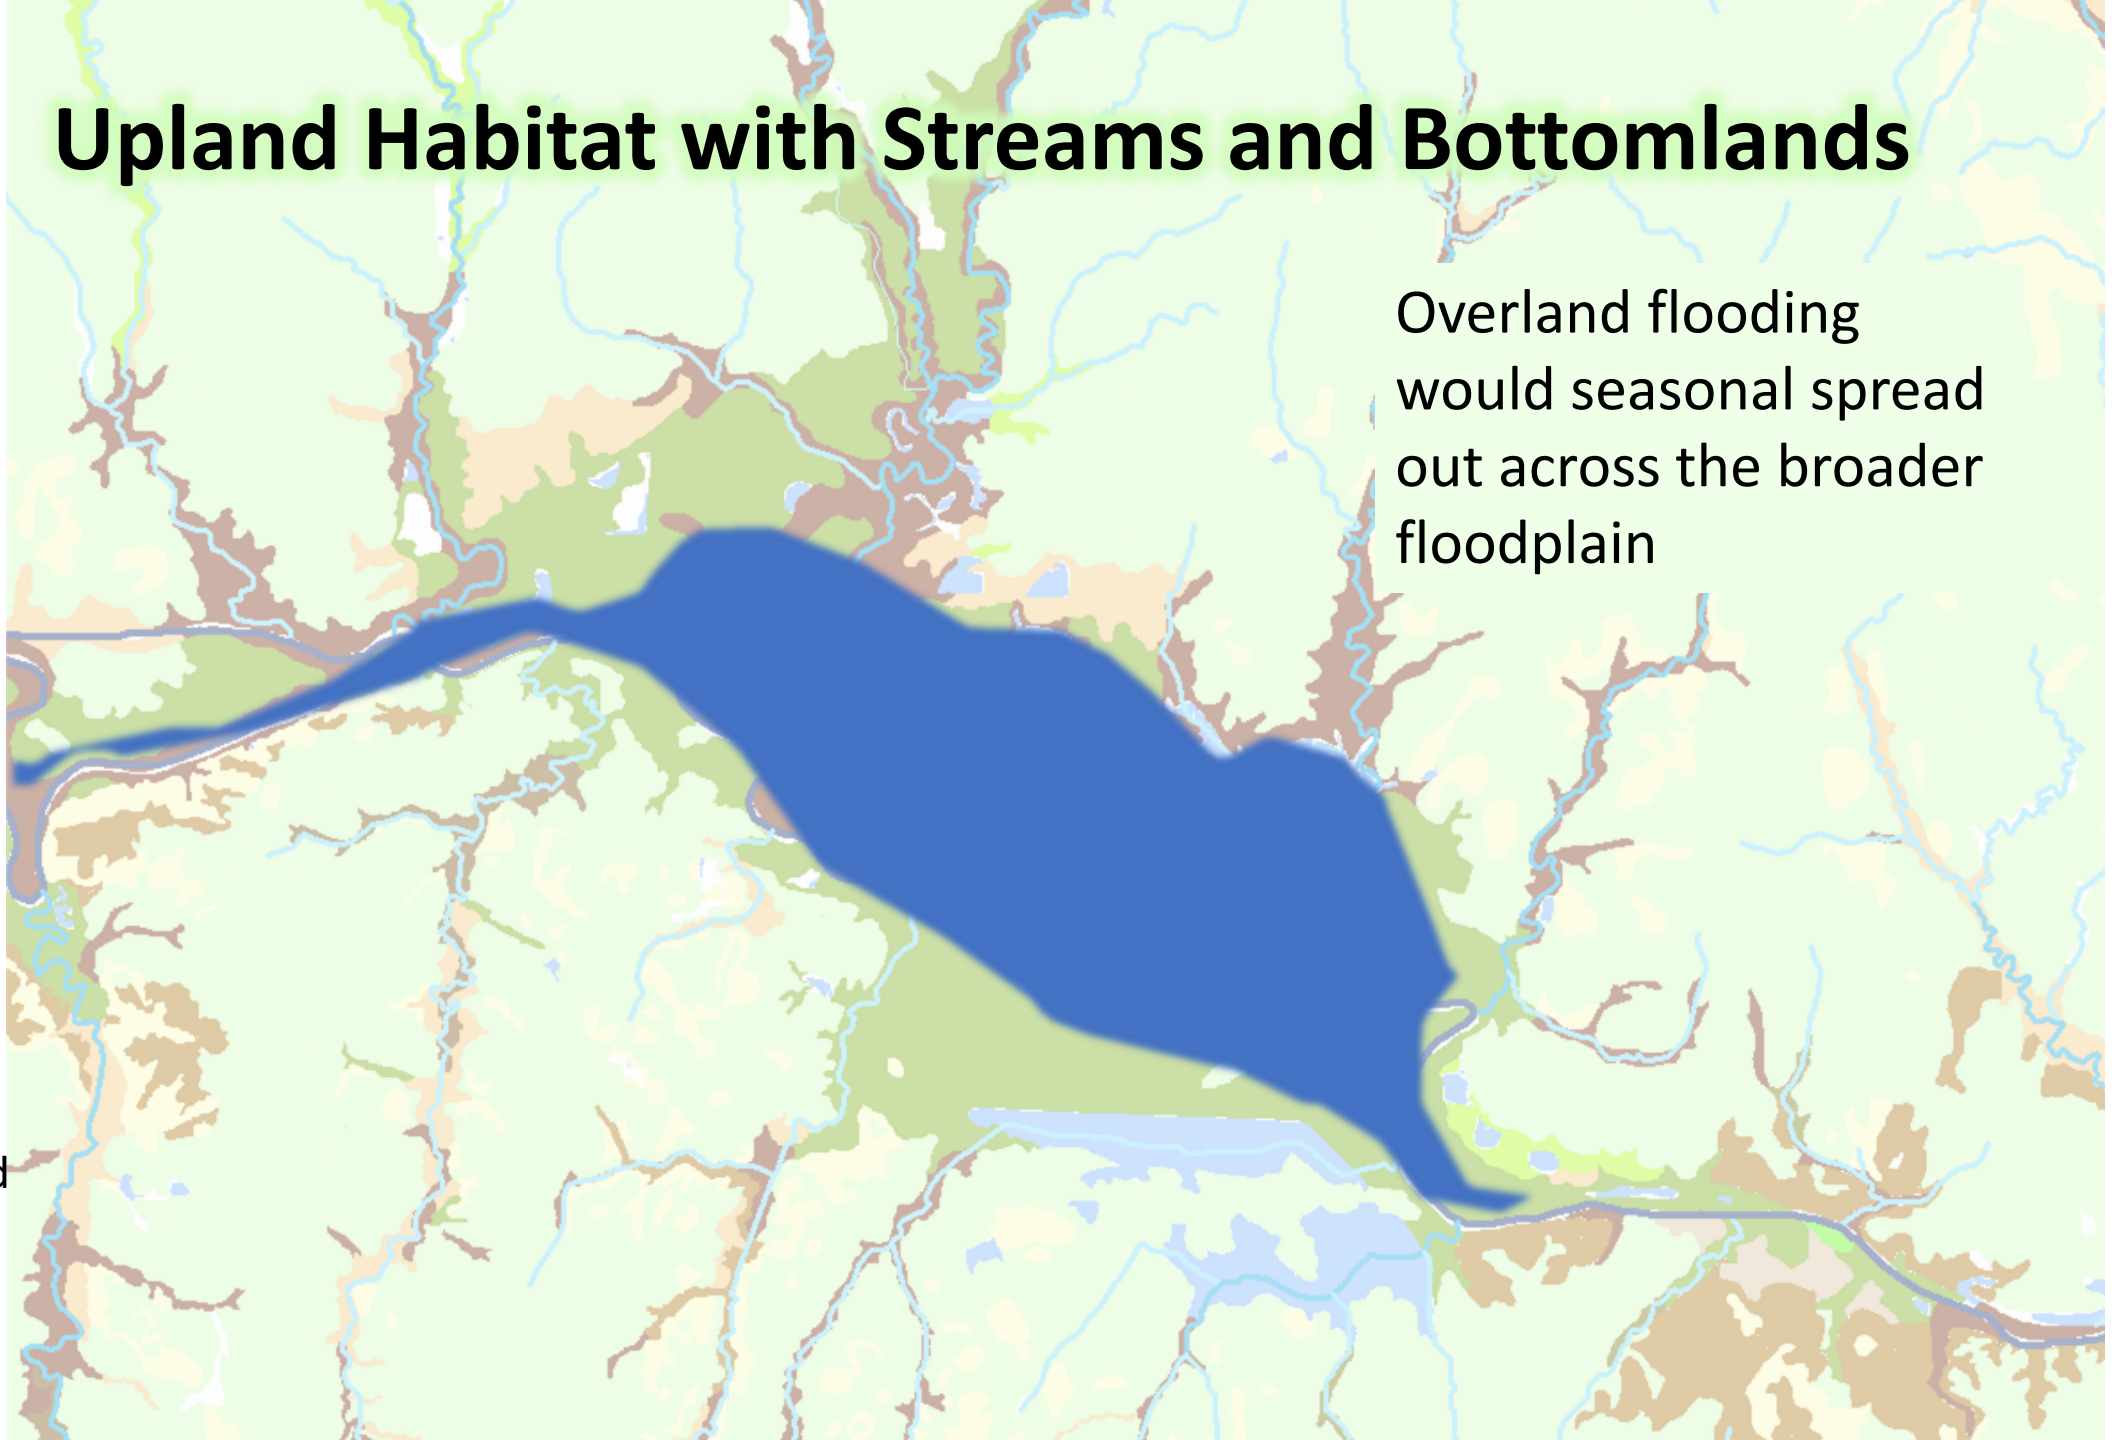 Upland Habitat with Streams and Bottomlands
Overland flooding
would seasonal spread
out across the broader
floodplain
d